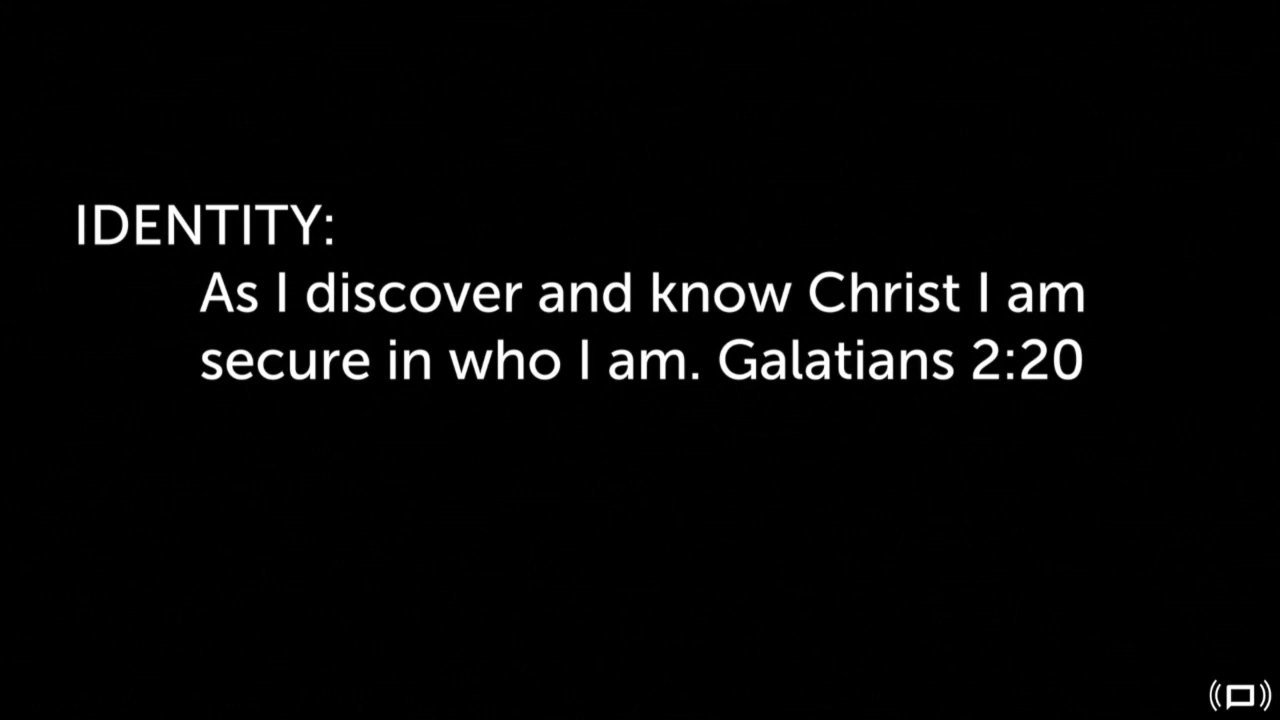 IDENTITY:
As I discover and know Christ I am
secure in who I am. Galatians 2:20